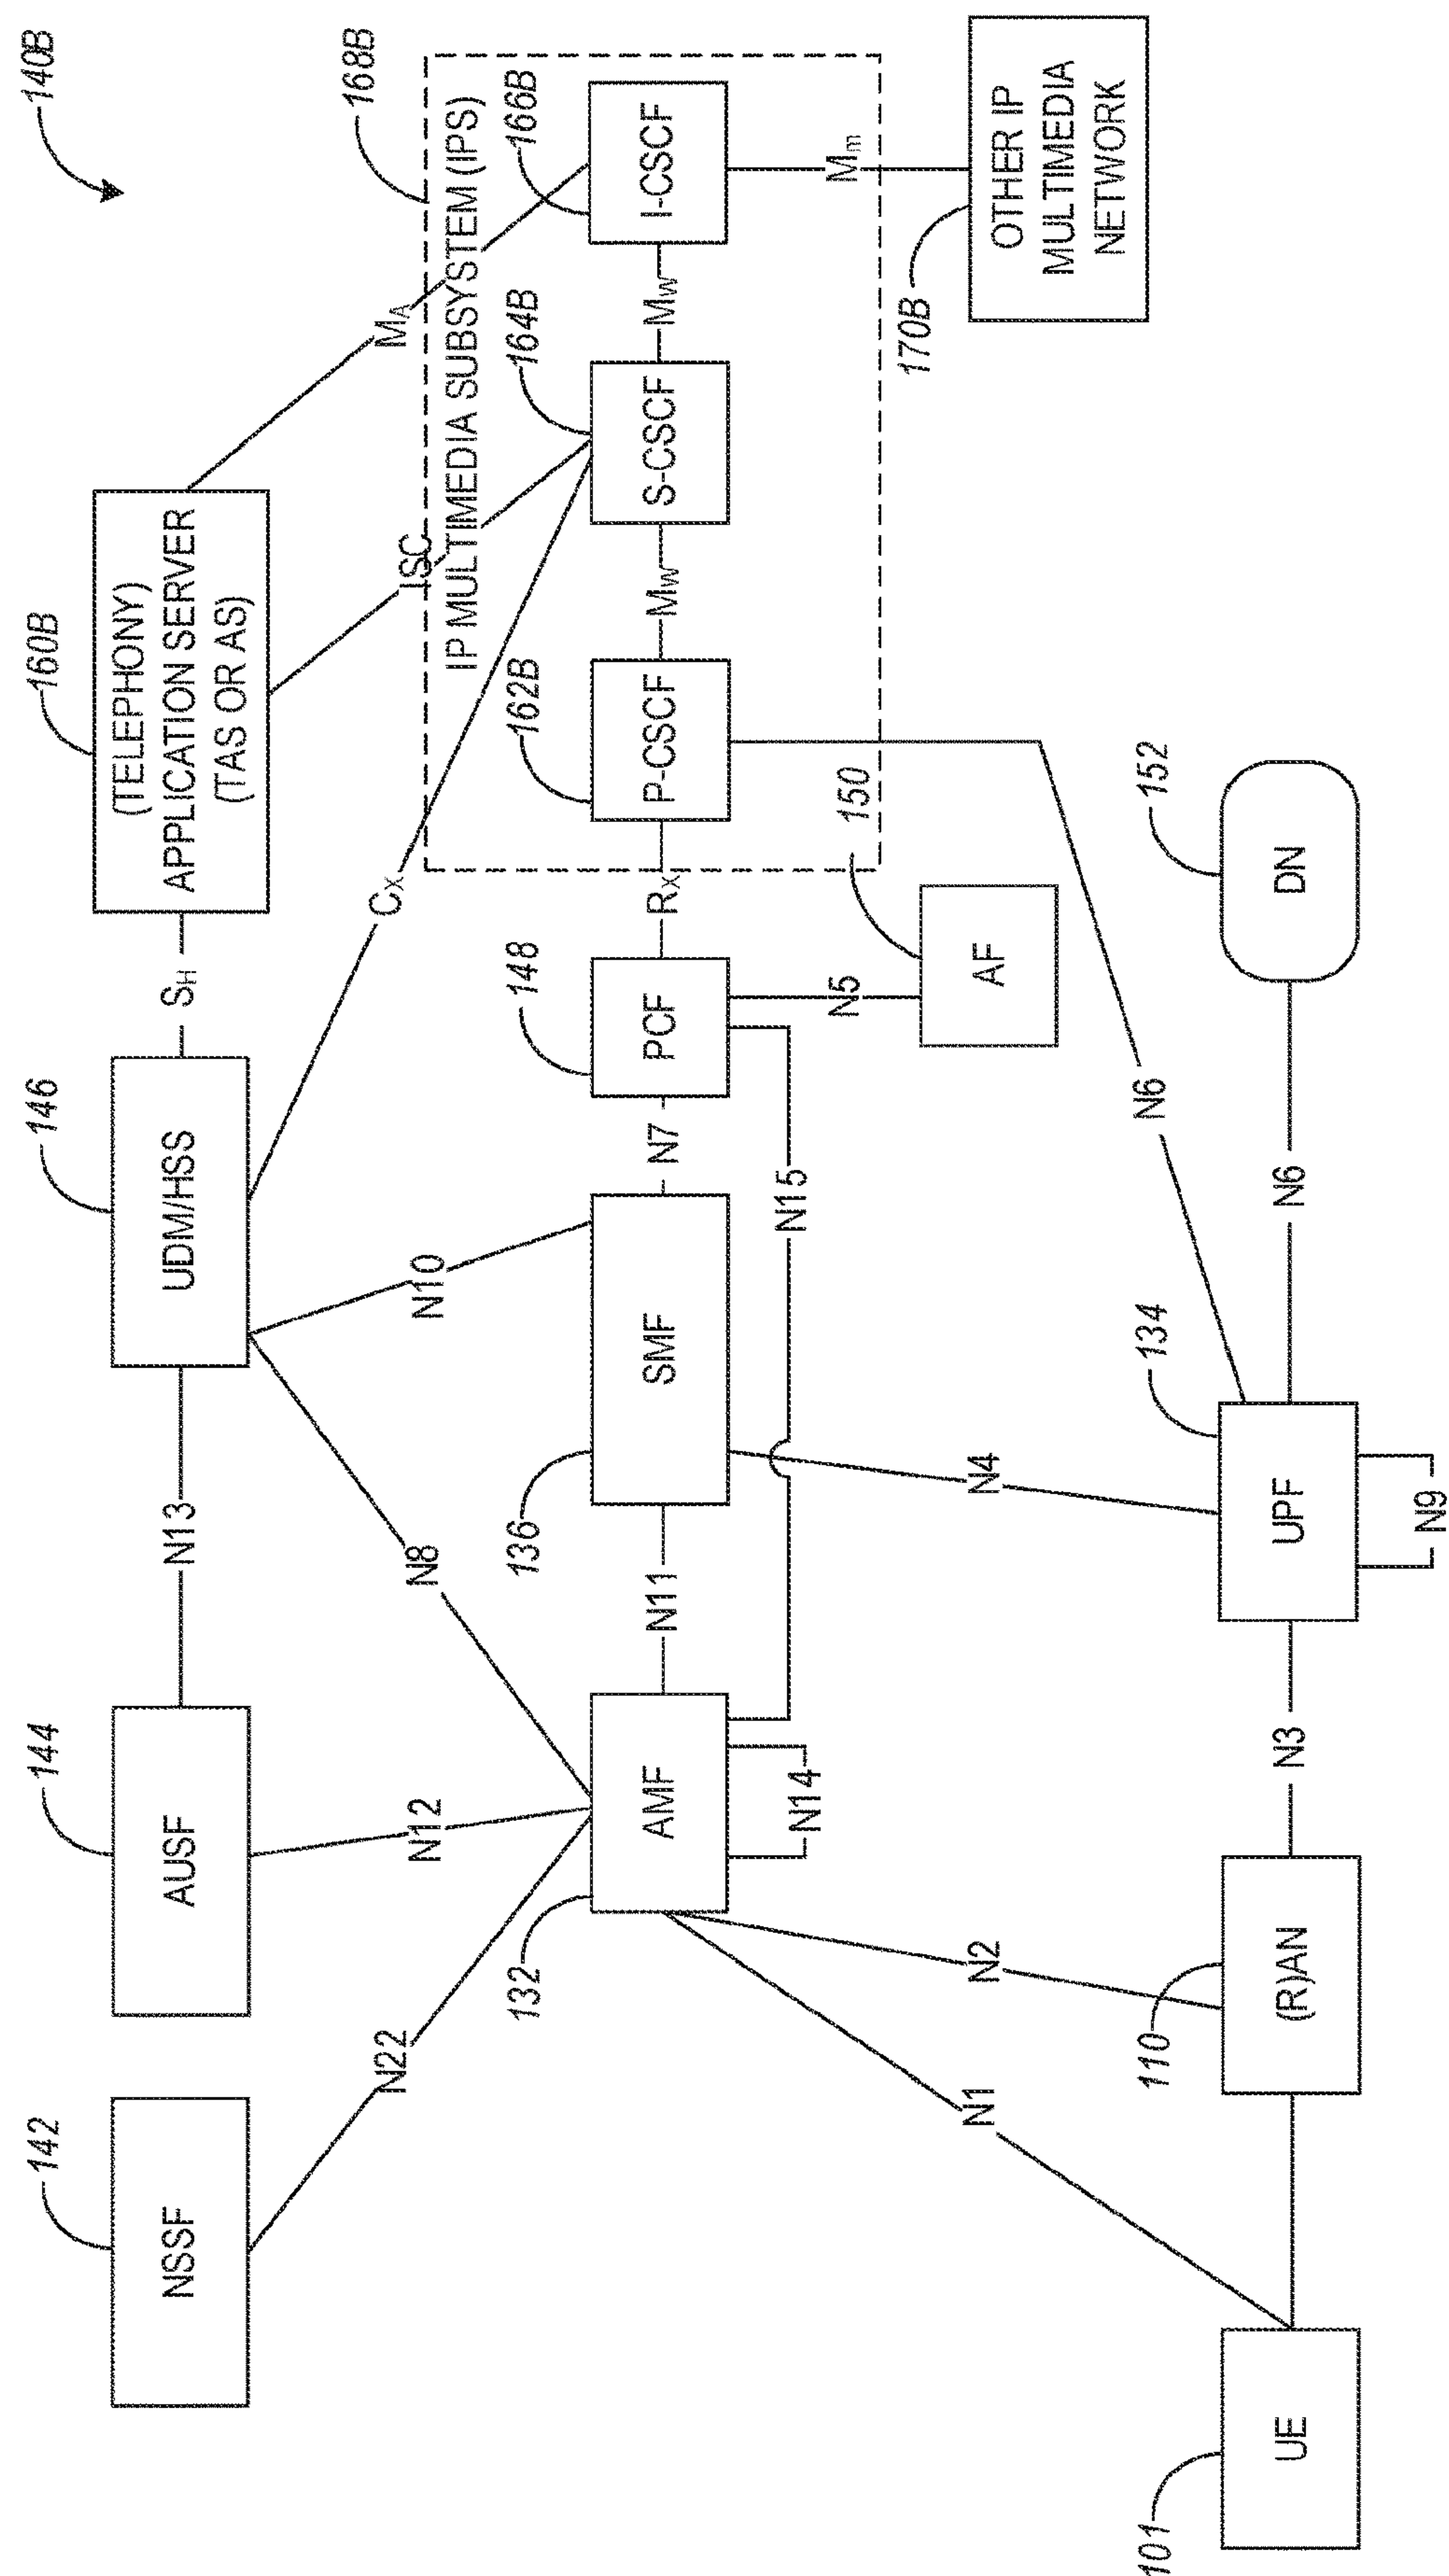 140B
142
NSSF
144
AUSF
N13
146
UDM/HSS
SH
160B
(TELEPHONY)
APPLICATION SERVER
(TAS OR AS)
N22
N12
N8
N10
CX
ISC
MA
168B
IP MULTIMEDIA SUBSYSTEM (IPS)
132
AMF
N11
136
SMF
N7
148
PCF
RX
162B
P-CSCF
MW
164B
S-CSCF
MW
166B
I-CSCF
N14
N15
N5
150
AF
Mm
170B
OTHER IP
MULTIMEDIA
NETWORK
N1
N2
N4
N6
101
UE
110
(R)AN
N3
134
UPF
N9
N6
152
DN